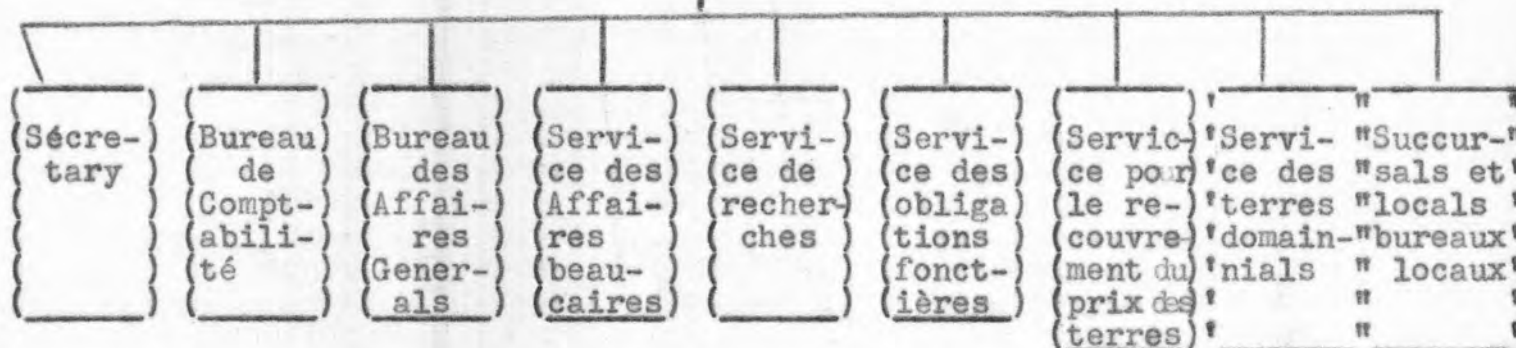 Sécre-
tary
Bureau
de
Compt-
abili-
té
Bureau
des
Affai-
res
Gener-
als
Servi-
ce des
Affai-
res
beau-
caires
Servi-
ce de
recher-
ches
Servi-
ce des
obliga
tions
fonct-
ières
Servic-
ce pour
le re-
couvre-
ment du
prix des
terres
Servi-
ce des
terres
domain-
nials
Succur-
sals et
locals
bureaux
locaux